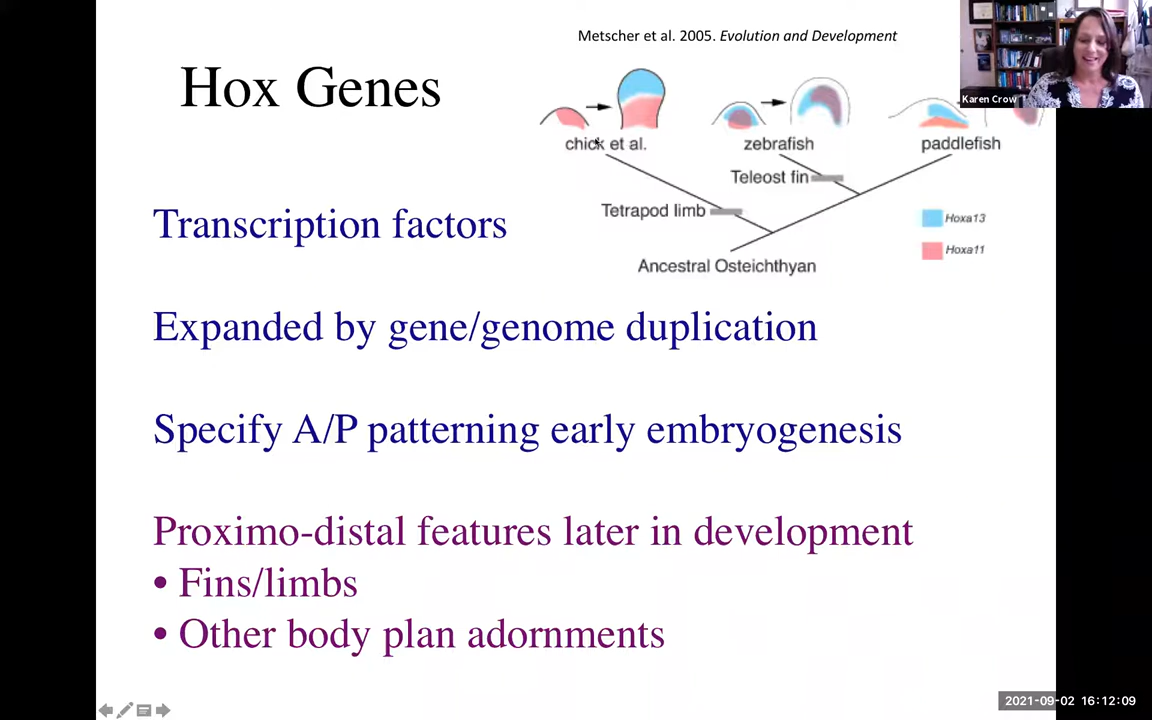 Metscher et al. 2005. Evolution and Development
Hox Genes
Karen Crow
chick et al.
zebrafish
paddlefish
Teleost fin
Tetrapod limb
Hoxa13
Hoxa11
Ancestral Osteichthyan
Transcription factors
Expanded by gene/genome duplication
Specify A/P patterning early embryogenesis
Proximo-distal features later in development
• Fins/limbs
• Other body plan adornments
2021-09-02 16:12:09